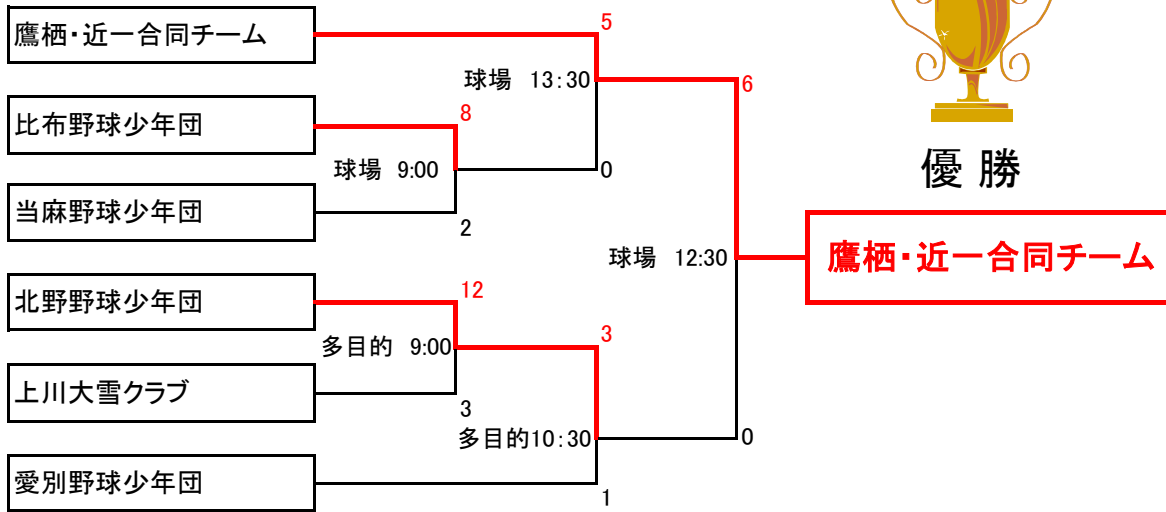 鷹栖・近一合同チーム
5
球場 13:30
6
比布野球少年団
8
球場 9:00
0
優 勝
当麻野球少年団
2
球場 12:30
鷹栖・近一合同チーム
北野野球少年団
12
多目的 9:00
3
上川大雪クラブ
3
多目的10:30
0
愛別野球少年団
1